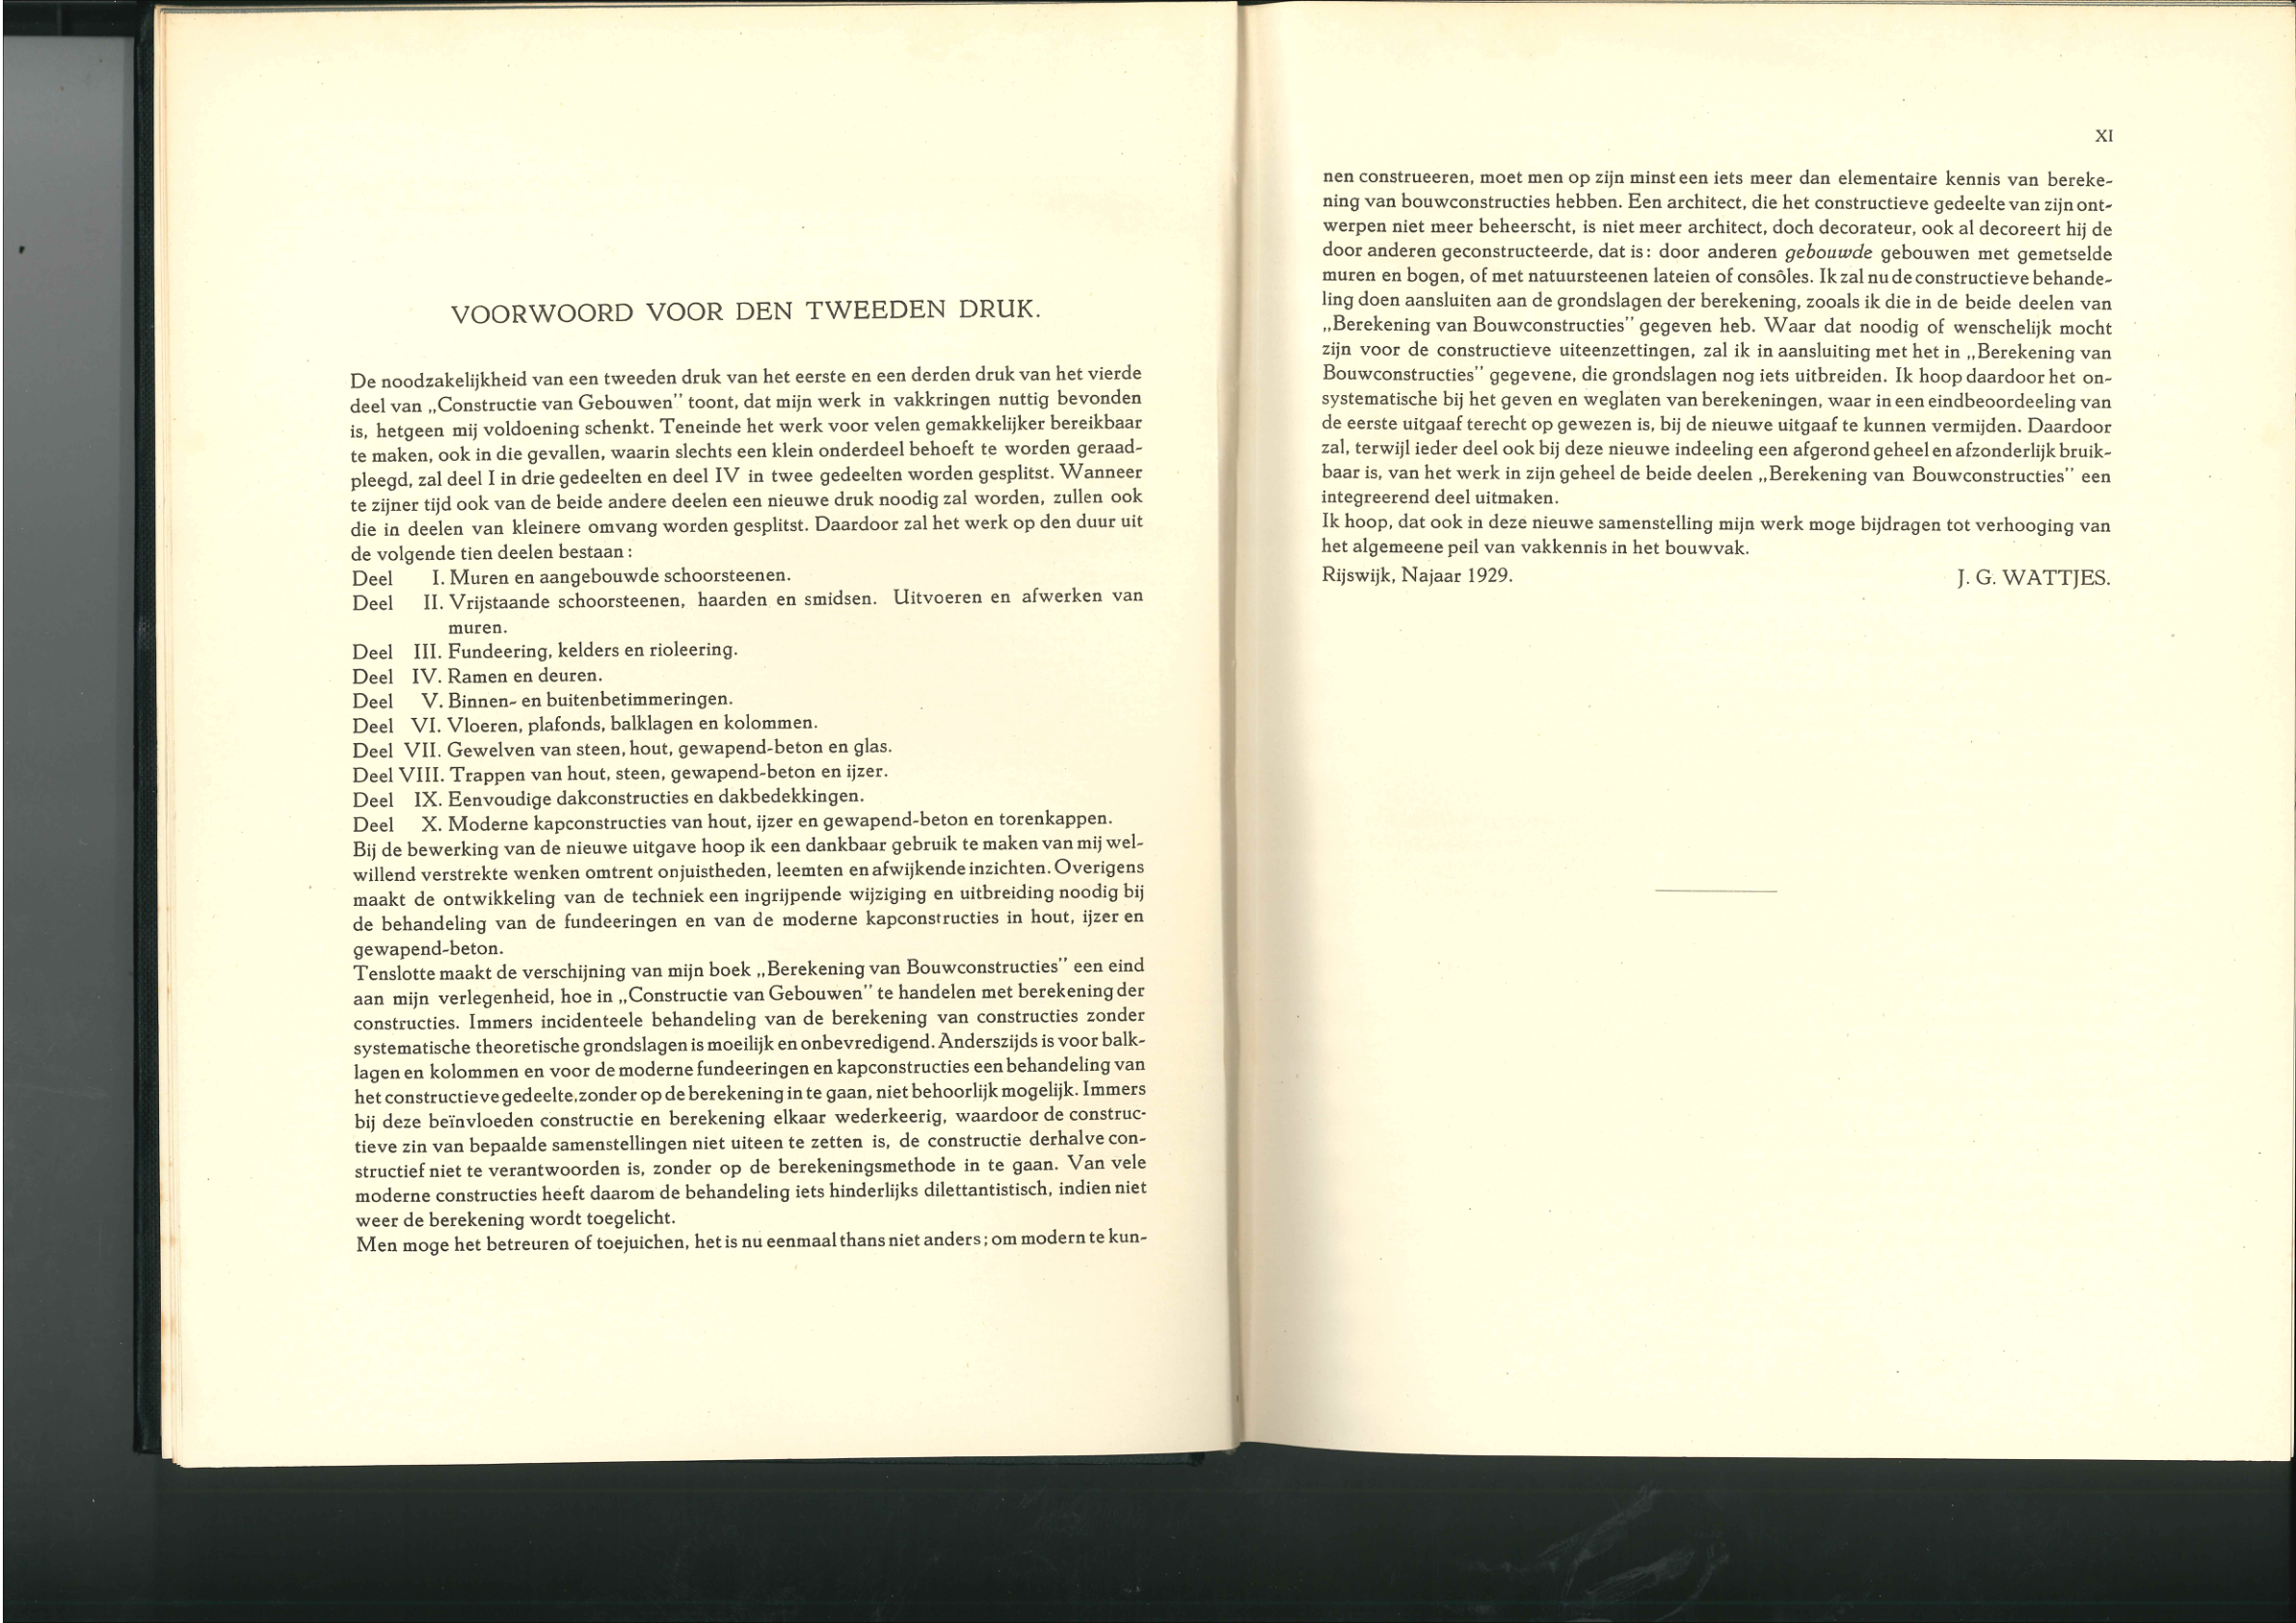 VOORWOORD VOOR DEN TWEEDEN DRUK.
De noodzakelijkheid van een tweeden druk van het eerste en een derden druk van het vierde
deel van „Constructie van Gebouwen” toont, dat mijn werk in vakkringen nuttig bevonden
is, hetgeen mij voldoening schenkt. Teneinde het werk voor velen gemakkelijker bereikbaar
te maken, ook in die gevallen, waarin slechts een klein onderdeel behoeft te worden geraad-
pleegd, zal deel I in drie gedeelten en deel IV in twee gedeelten worden gesplitst. Wanneer
te zijner tijd ook van de beide andere deelen een nieuwe druk noodig zal worden, zullen ook
die in deelen van kleinere omvang worden gesplitst. Daardoor zal het werk op den duur uit
de volgende tien deelen bestaan:
Deel I. Muren en aangebouwde schoorsteenen.
Deel II. Vrijstaande schoorsteenen, haarden en smidsen. Uitvoeren en afwerken van
muren.
Deel III. Fundeering, kelders en rioleering.
Deel IV. Ramen en deuren.
Deel V. Binnen- en buitenbetimmeringen.
Deel VI. Vloeren, plafonds, balklagen en kolommen.
Deel VII. Gewelven van steen, hout, gewapend-beton en glas.
Deel VIII. Trappen van hout, steen, gewapend-beton en ijzer.
Deel IX. Eenvoudige dakconstructies en dakbedekkingen.
Deel X. Moderne kapconstructies van hout, ijzer en gewapend-beton en torenkappen.
Bij de bewerking van de nieuwe uitgave hoop ik een dankbaar gebruik te maken van mij wel-
willend verstrekte wenken omtrent onjuistheden, leemten en afwijkende inzichten. Overigens
maakt de ontwikkeling van de techniek een ingrijpende wijziging en uitbreiding noodig bij
de behandeling van de fundeeringen en van de moderne kapconstructies in hout, ijzer en
gewapend-beton.
Tenslotte maakt de verschijning van mijn boek „Berekening van Bouwconstructies” een eind
aan mijn verlegenheid, hoe in „Constructie van Gebouwen” te handelen met berekening der
constructies. Immers incidenteele behandeling van de berekening van constructies zonder
systematische theoretische grondslagen is moeilijk en onbevredigend. Anderszijds is voor balk-
lagen en kolommen en voor de moderne fundeeringen en kapconstructies een behandeling van
het constructieve gedeelte, zonder op de berekening in te gaan, niet behoorlijk mogelijk. Immers
bij deze beïnvloeden constructie en berekening elkaar wederkeerig, waardoor de construc-
tieve zin van bepaalde samenstellingen niet uiteen te zetten is, de constructie derhalve con-
structief niet te verantwoorden is, zonder op de berekeningsmethode in te gaan. Van vele
moderne constructies heeft daarom de behandeling iets hinderlijks dilettantistisch, indien niet
weer de berekening wordt toegelicht.
Men moge het betreuren of toejuichen, het is nu eenmaal thans niet anders; om modern te kun-
XI
nen construeeren, moet men op zijn minst een iets meer dan elementaire kennis van bereke-
ning van bouwconstructies hebben. Een architect, die het constructieve gedeelte van zijn ont-
werpen niet meer beheerscht, is niet meer architect, doch decorateur, ook al decoreert hij de
door anderen geconstructeerde, dat is: door anderen gebouwde gebouwen met gemetselde
muren en bogen, of met natuursteenen lateien of consôles. Ik zal nu de constructieve behande-
ling doen aansluiten aan de grondslagen der berekening, zooals ik die in de beide deelen van
„Berekening van Bouwconstructies” gegeven heb. Waar dat noodig of wenschelijk mocht
zijn voor de constructieve uiteenzettingen, zal ik in aansluiting met het in „Berekening van
Bouwconstructies” gegevene, die grondslagen nog iets uitbreiden. Ik hoop daardoor het on-
systematische bij het geven en weglaten van berekeningen, waar in een eindbeoordeeling van
de eerste uitgaaf terecht op gewezen is, bij de nieuwe uitgaaf te kunnen vermijden. Daardoor
zal, terwijl ieder deel ook bij deze nieuwe indeeling een afgerond geheel en afzonderlijk bruik-
baar is, van het werk in zijn geheel de beide deelen „Berekening van Bouwconstructies” een
integreerend deel uitmaken.
Ik hoop, dat ook in deze nieuwe samenstelling mijn werk moge bijdragen tot verhooging van
het algemeene peil van vakkennis in het bouwvak.
Rijswijk, Najaar 1929. J. G. WATTJES.